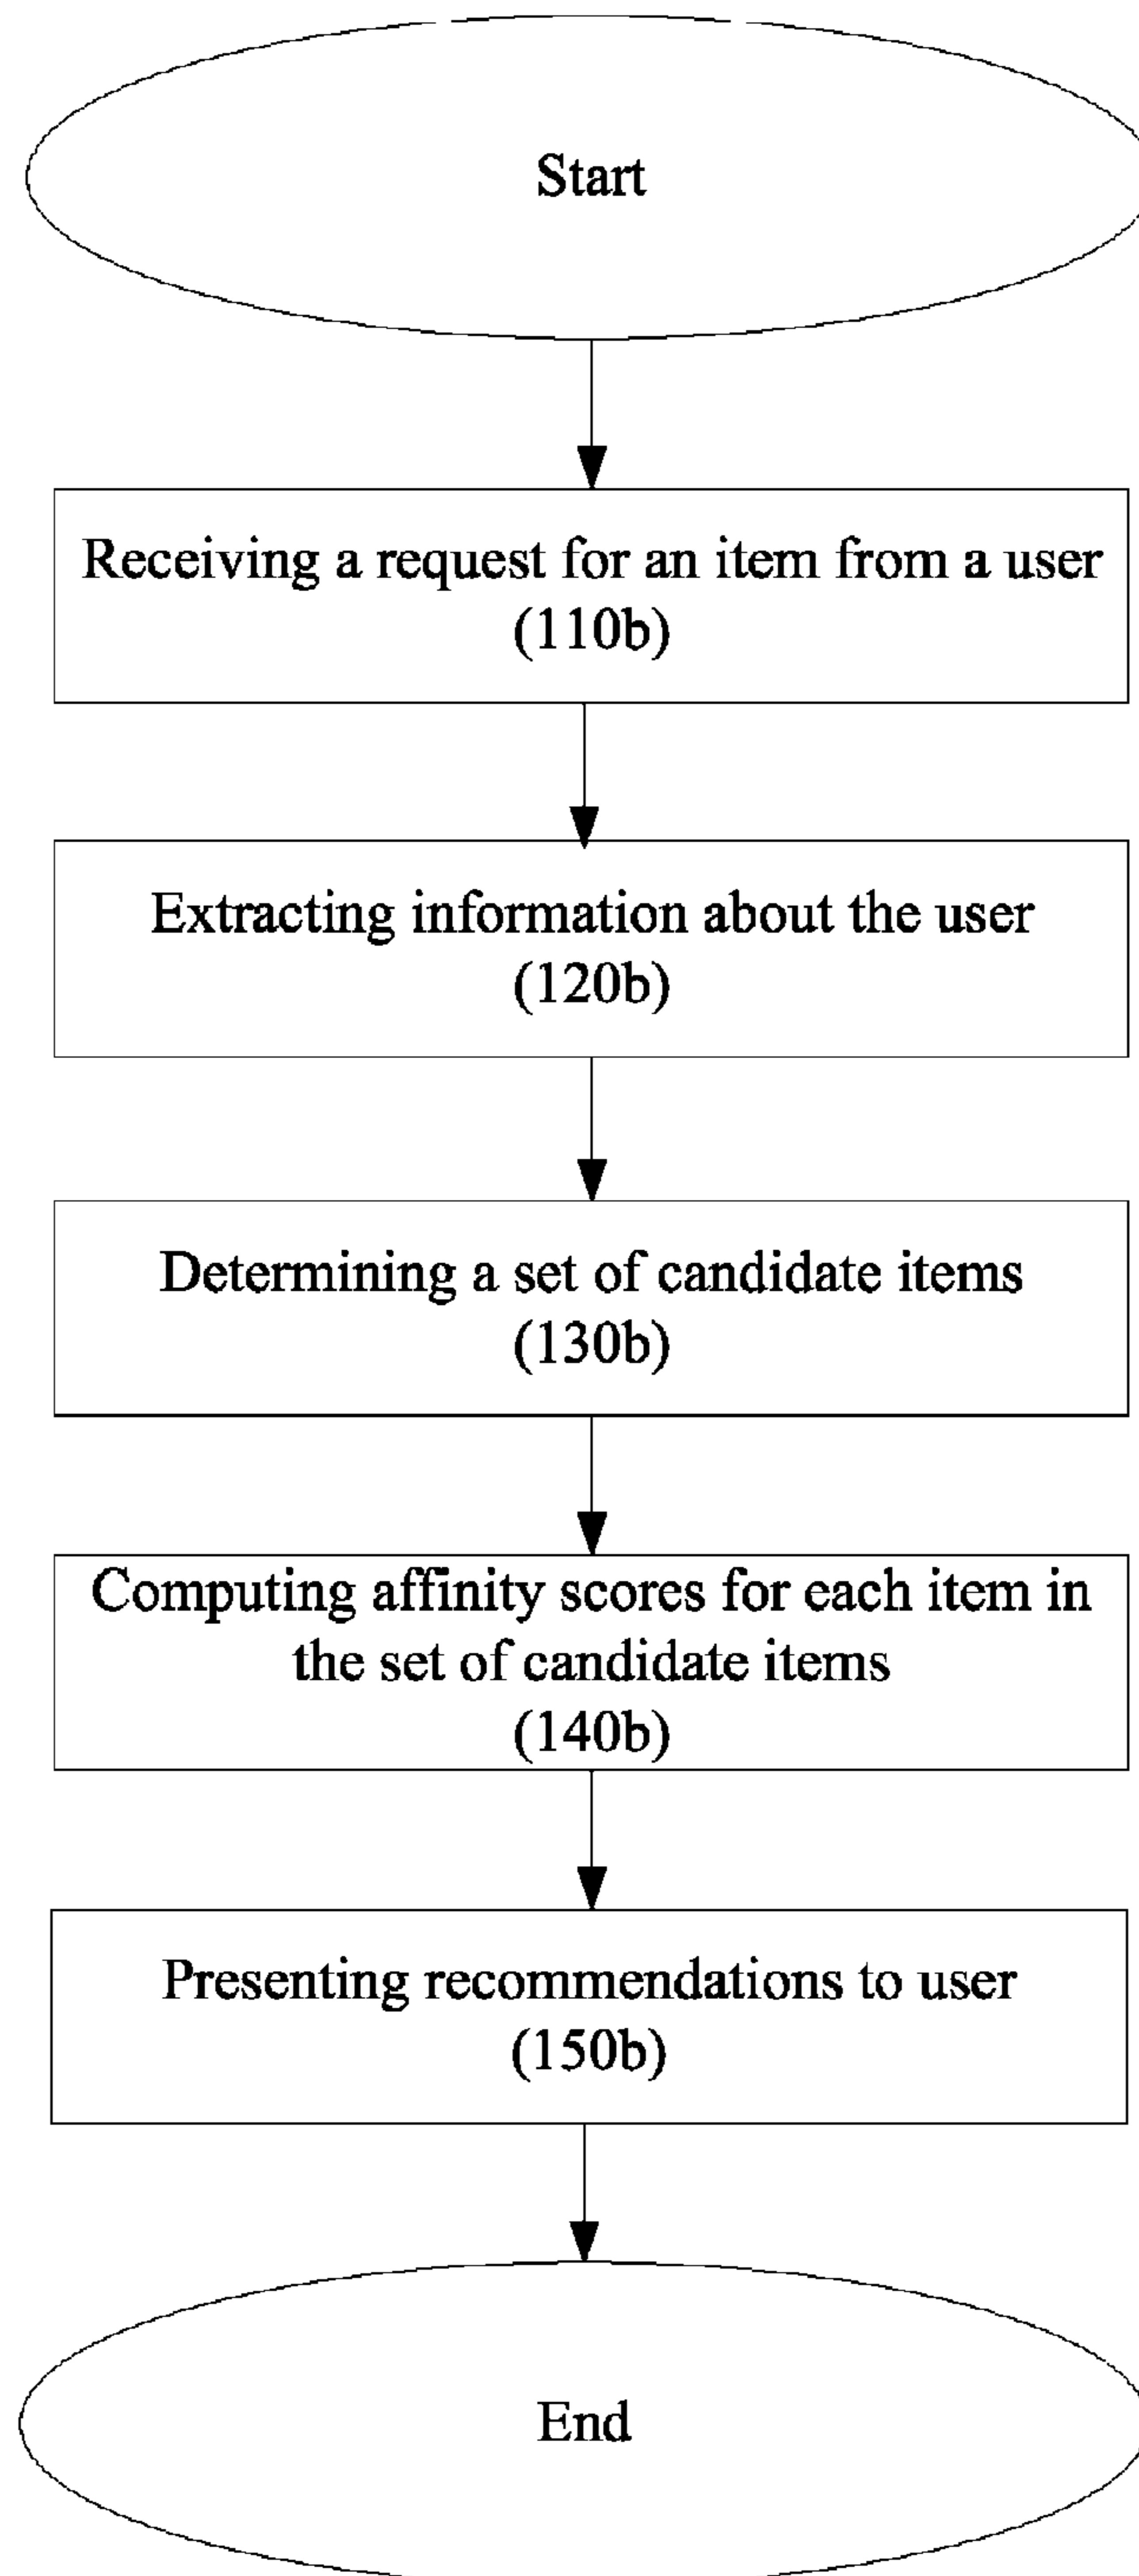 Start
Receiving a request for an item from a user
(110b)
Extracting information about the user
(120b)
Determining a set of candidate items
(130b)
Computing affinity scores for each item in
the set of candidate items
(140b)
Presenting recommendations to user
(150b)
End